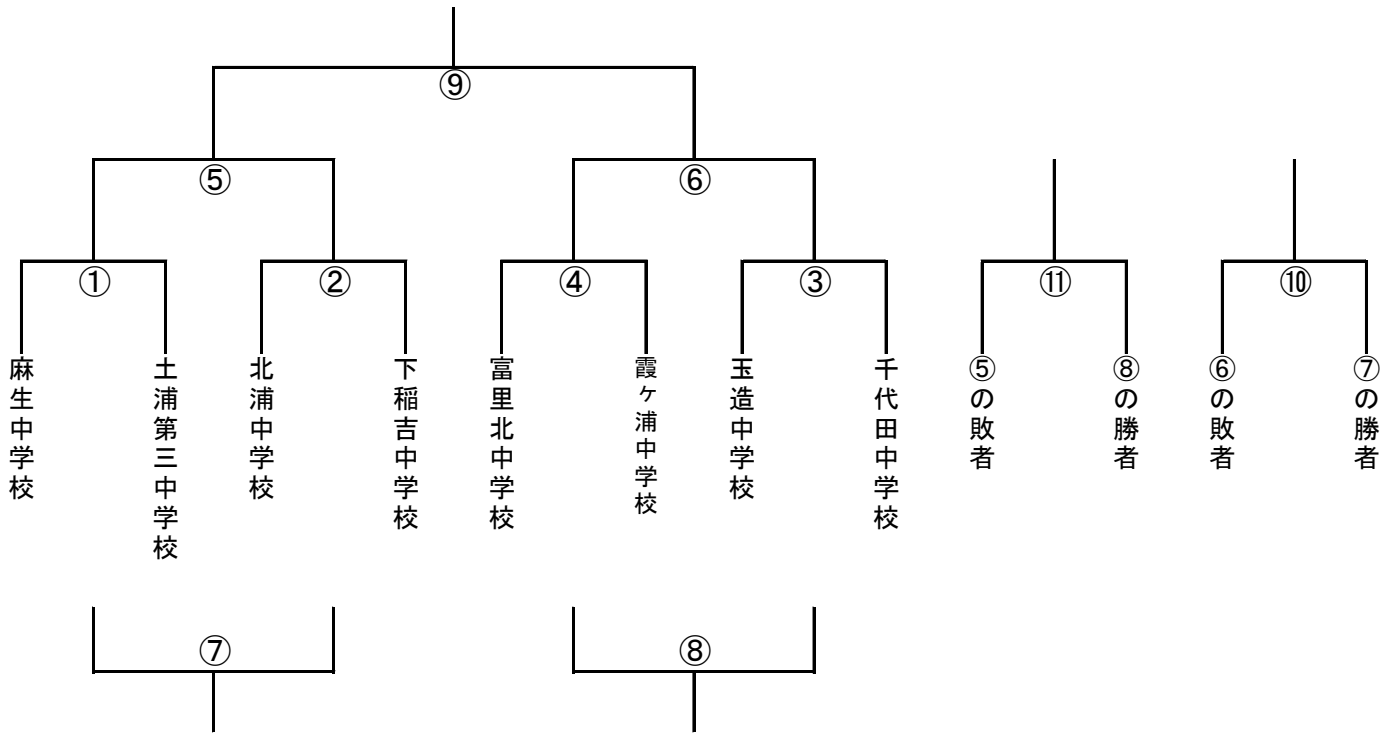 ⑨
⑤
⑥
①
②
④
③
⑪
⑩
麻生中学校
土浦第三中学校
北浦中学校
下稲吉中学校
富里北中学校
霞ヶ浦中学校
玉造中学校
千代田中学校
⑤の敗者
⑧の勝者
⑥の敗者
⑦の勝者
⑦
⑧